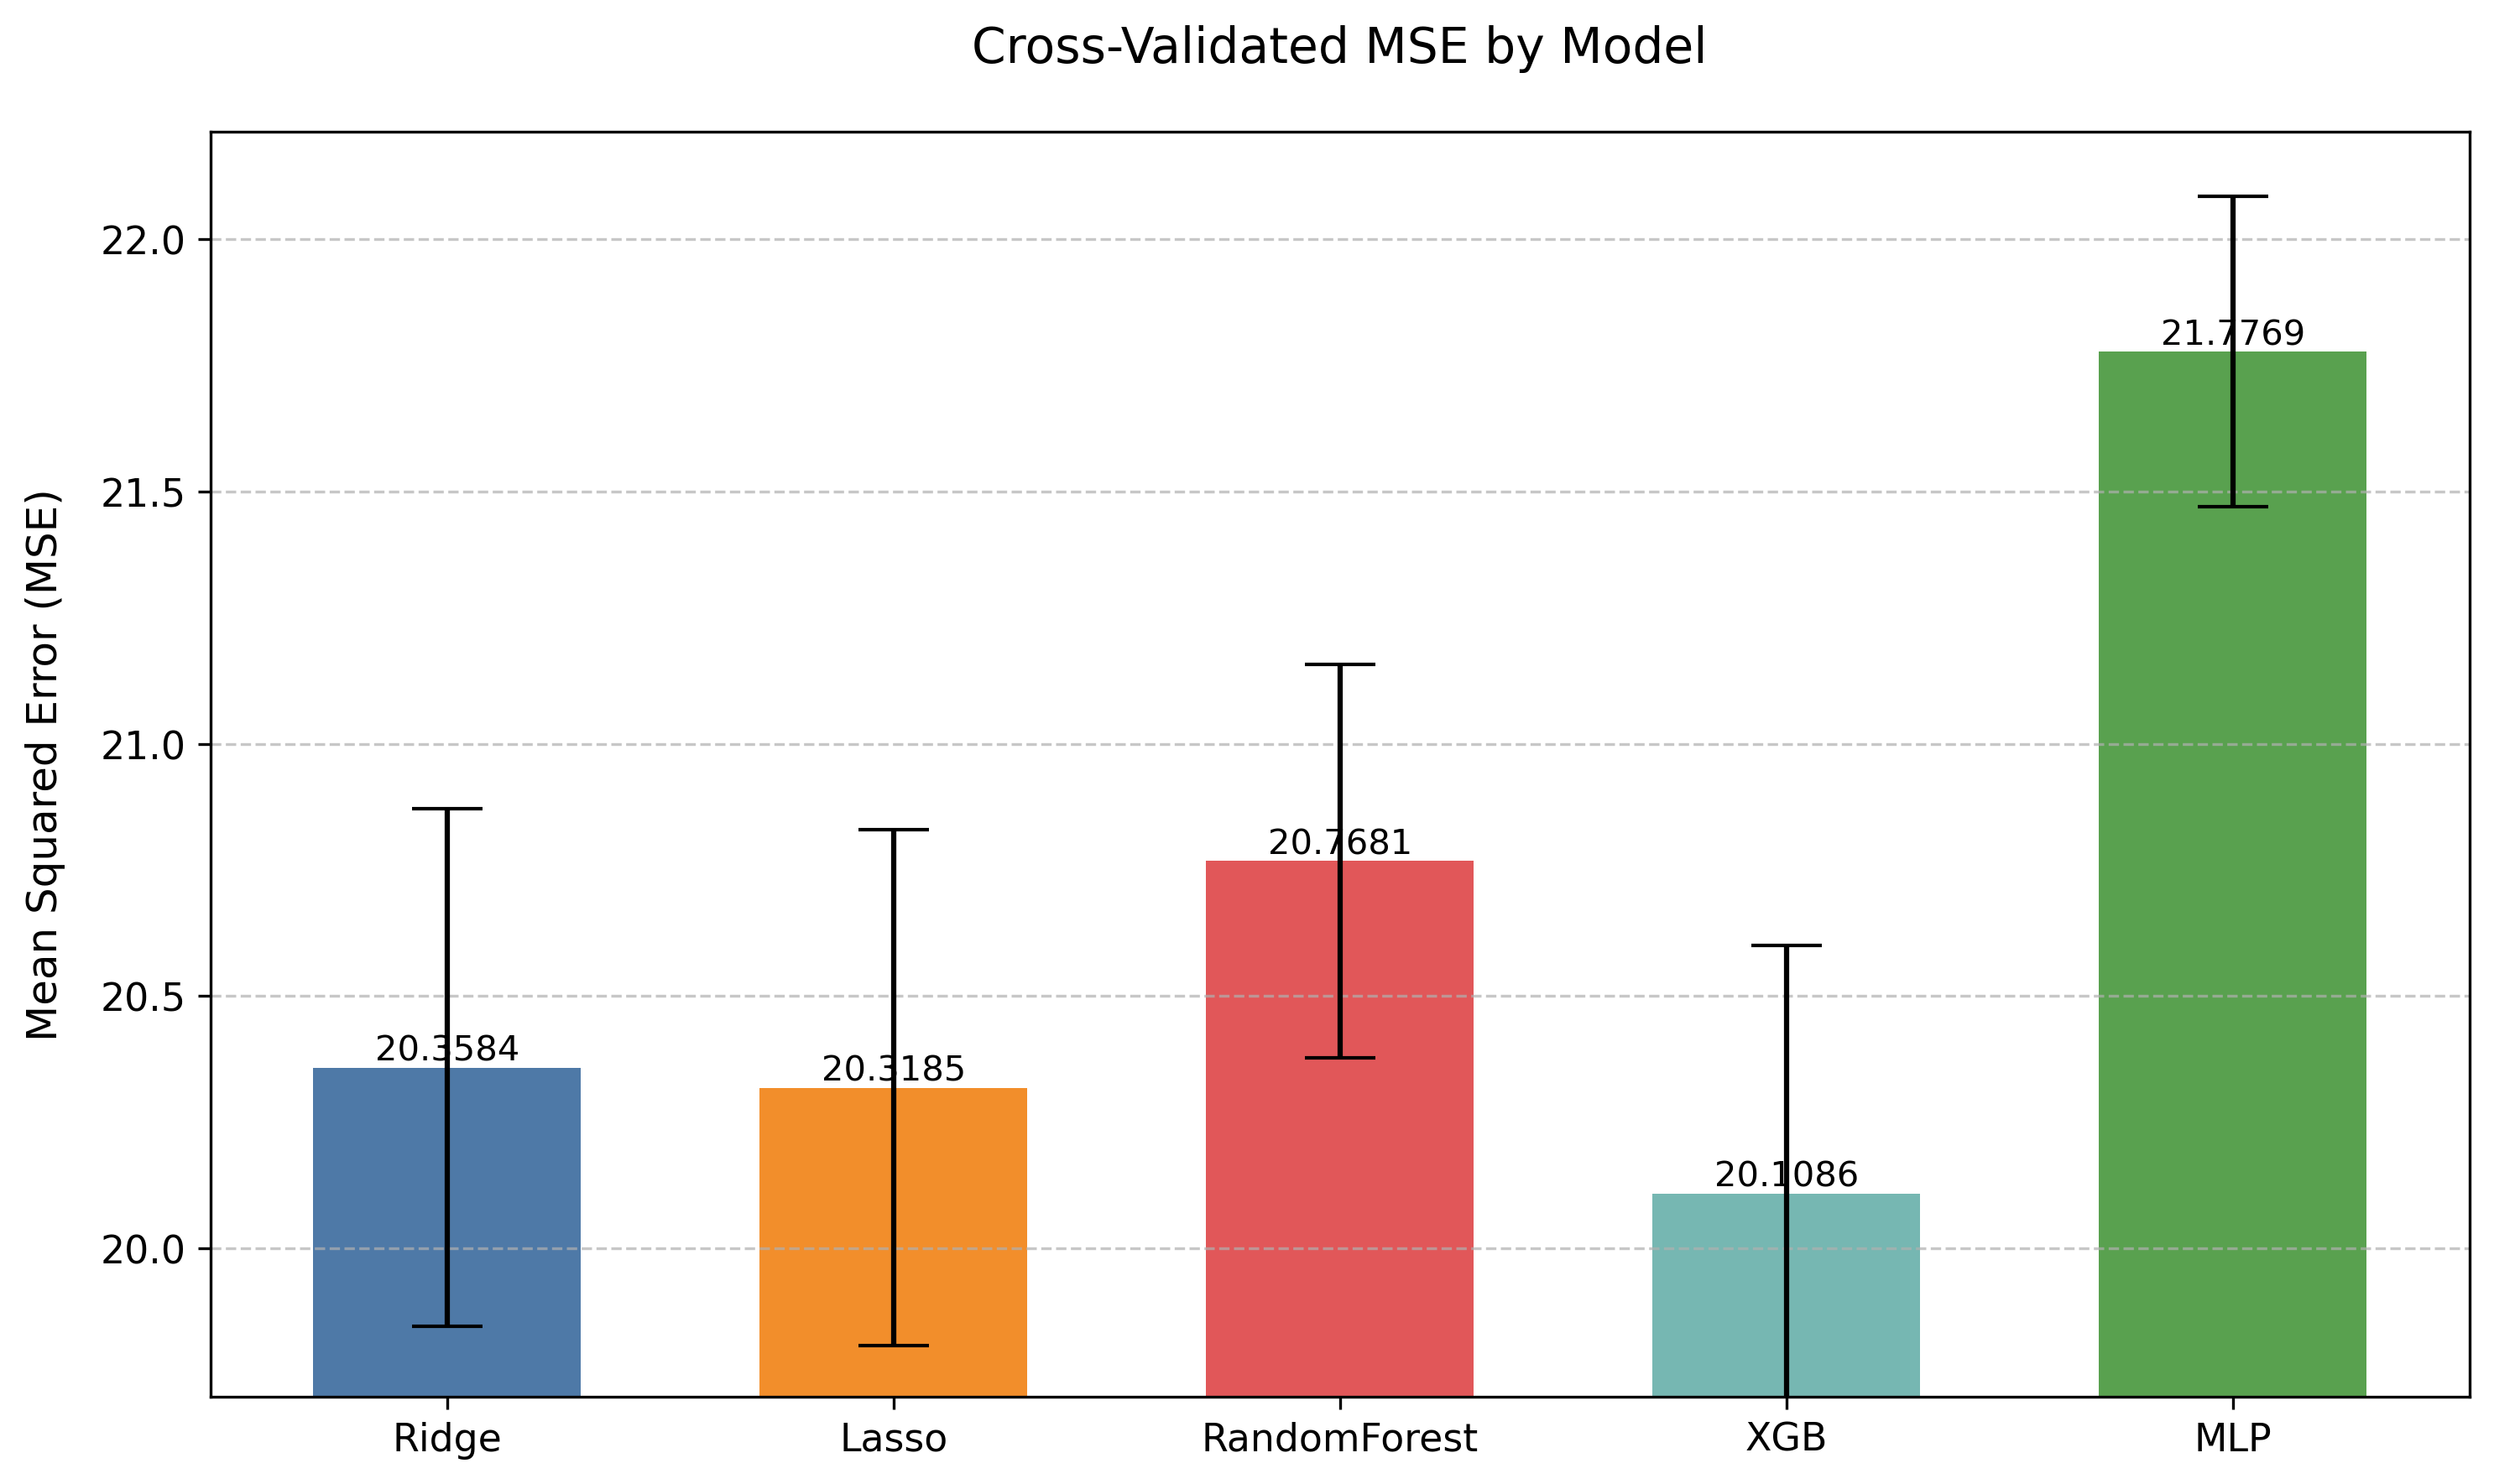 Cross-Validated MSE by Model
Mean Squared Error (MSE)
22.0
21.5
21.0
20.5
20.0
20.3584
20.3185
20.7681
20.1086
21.7769
Ridge
Lasso
RandomForest
XGB
MLP